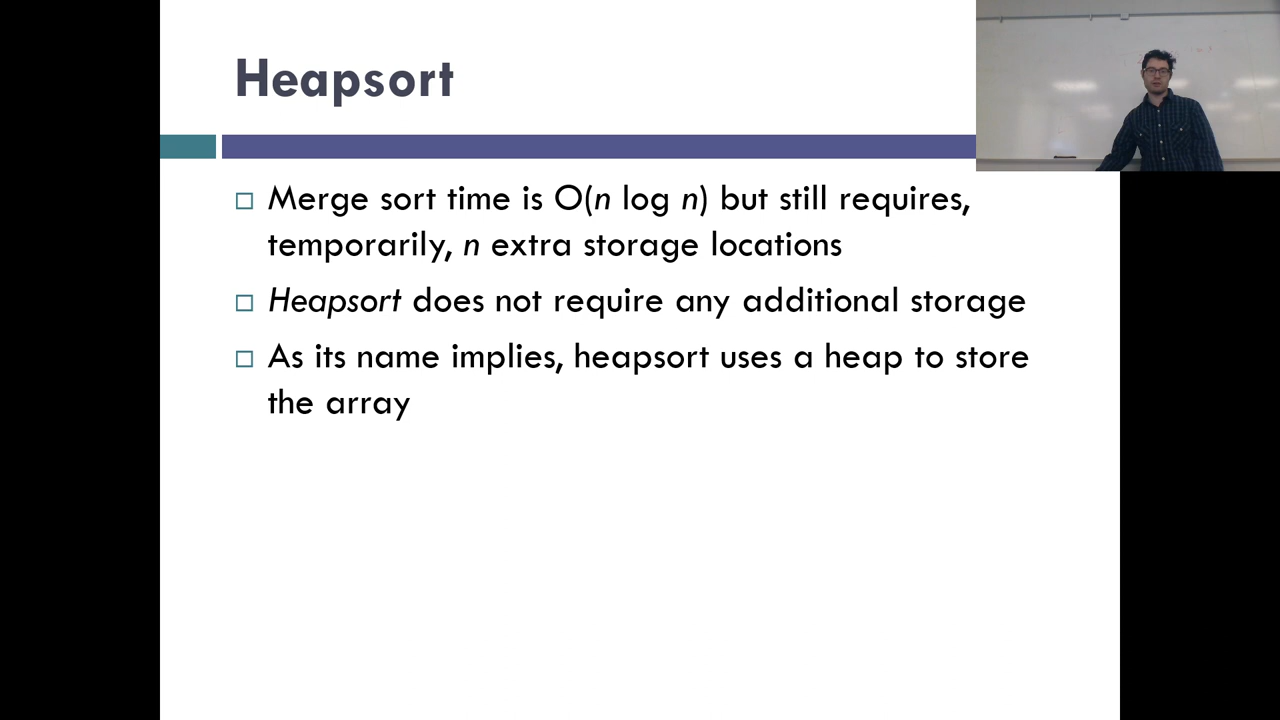 Heapsort
Merge sort time is O(n log n) but still requires,
temporarily, n extra storage locations
Heapsort does not require any additional storage
As its name implies, heapsort uses a heap to store
the array